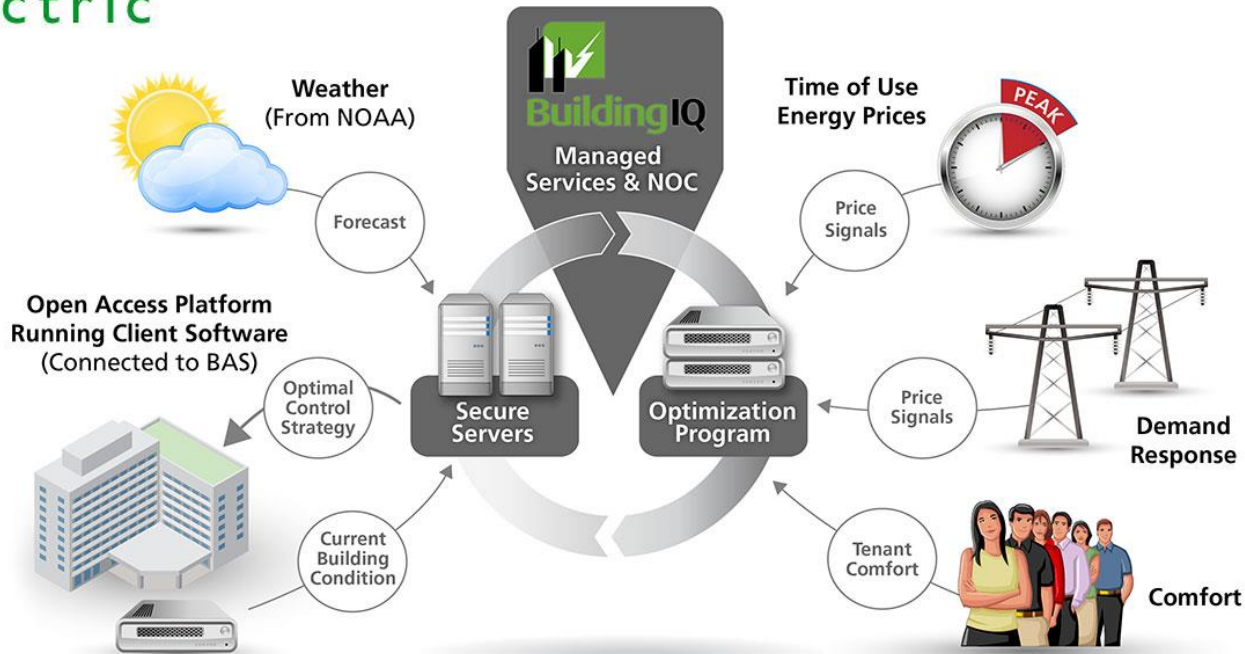 ctric
Weather
(From NOAA)
Forecast
BuildingIQ
Managed
Services & NOC
Time of Use
Energy Prices
PEAK
Price
Signals
Open Access Platform
Running Client Software
(Connected to BAS)
Optimal
Control
Strategy
Secure
Servers
Optimization
Program
Price
Signals
Demand
Response
Current
Building
Condition
Tenant
Comfort
Comfort